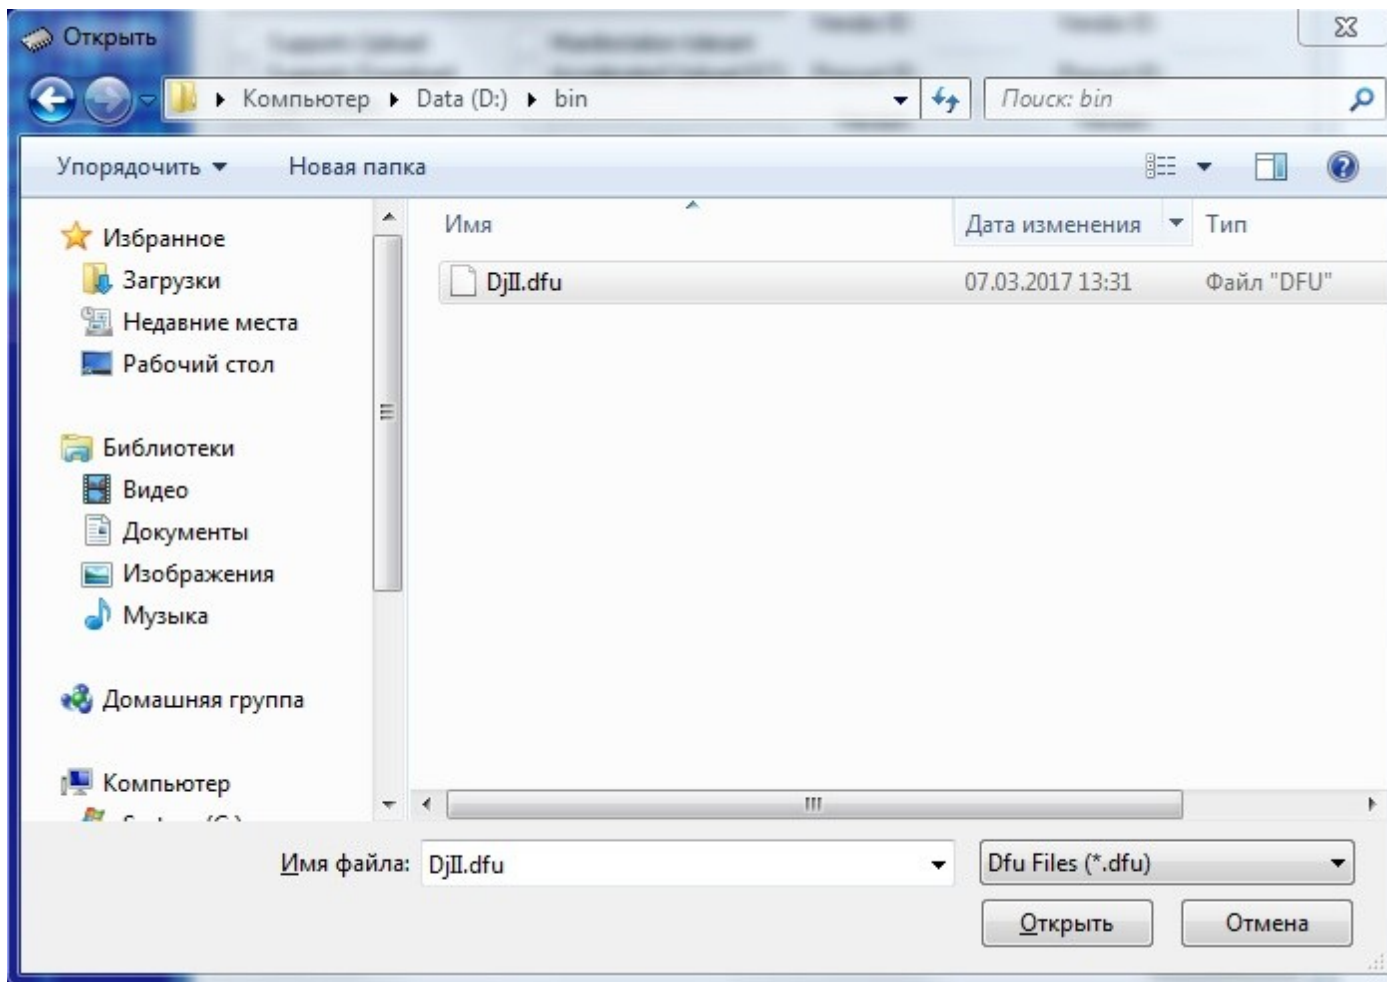 Открыть
Компьютер Data (D:) bin
Поиск: bin
Упорядочить Новая папка
Имя Дата изменения Тип
DjII.dfu 07.03.2017 13:31 Файл "DFU"
Избранное
Загрузки
Недавние места
Рабочий стол
Библиотеки
Видео
Документы
Изображения
Музыка
Домашняя группа
Компьютер
Имя файла: DjII.dfu Dfu Files (*.dfu)
Открыть Отмена